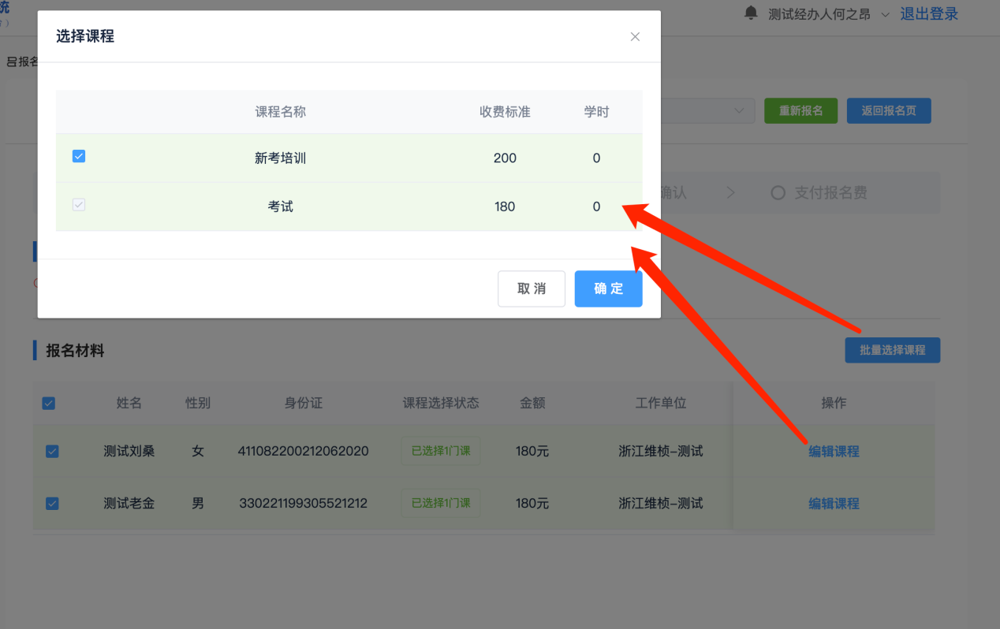 统
测试经办人何之昂
退出登录
选择课程
课程名称 收费标准 学时
新考培训 200 0
考试 180 0
取 消
确 定
重新报名
返回报名页
确认
支付报名费
报名材料
批量选择课程
姓名 性别 身份证 课程选择状态 金额 工作单位 操作
测试刘桑 女 411082200212062020 已选择1门课 180元 浙江维桢-测试 编辑课程
测试老金 男 330221199305521212 已选择1门课 180元 浙江维桢-测试 编辑课程